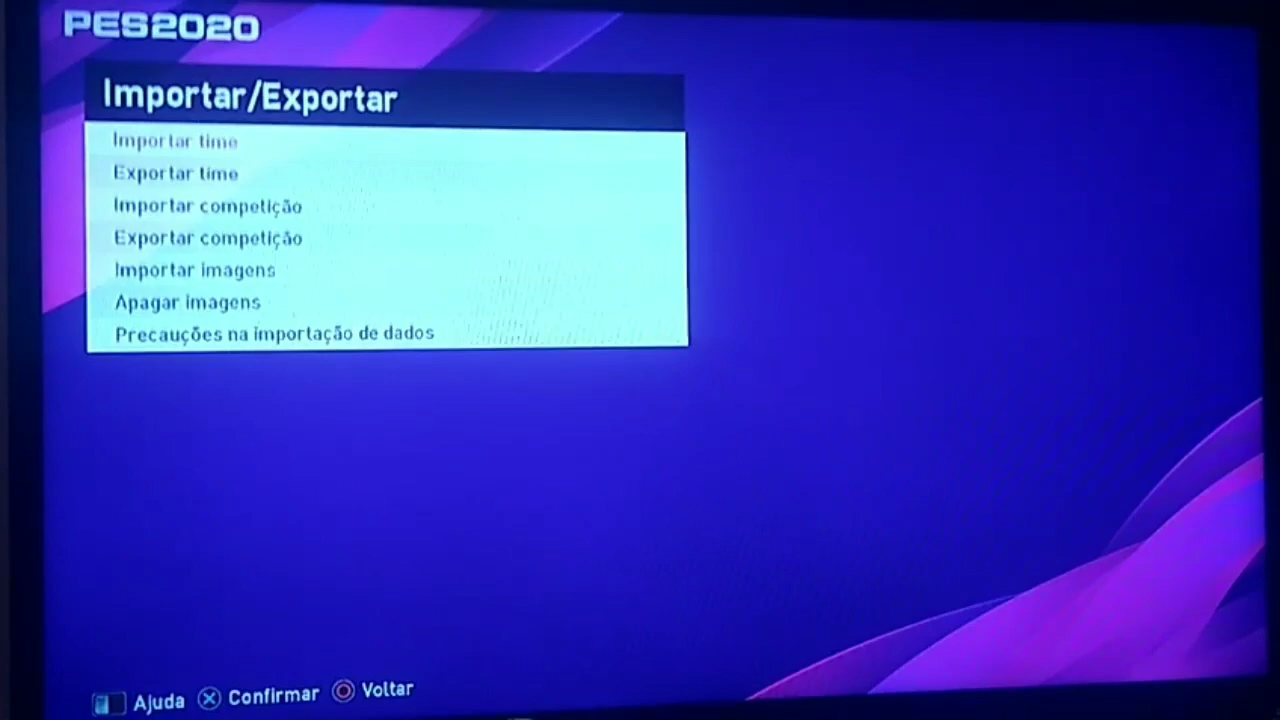 PES2020
Importar/Exportar
Importar time
Exportar time
Importar competição
Exportar competição
Importar imagens
Apagar imagens
Precauções na importação de dados
Ajuda Confirmar Voltar